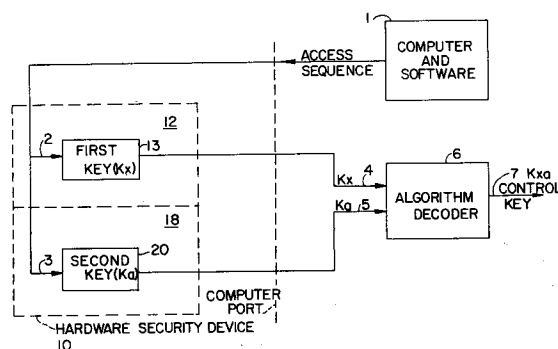 1
COMPUTER
AND
SOFTWARE
ACCESS
SEQUENCE
12
2
FIRST
KEY(Kx)
13
6
Kx
4
ALGORITHM
DECODER
7 Kxa
CONTROL
KEY
Ka
5
18
3
SECOND
KEY(Ka)
20
COMPUTER
PORT
HARDWARE SECURITY DEVICE
10